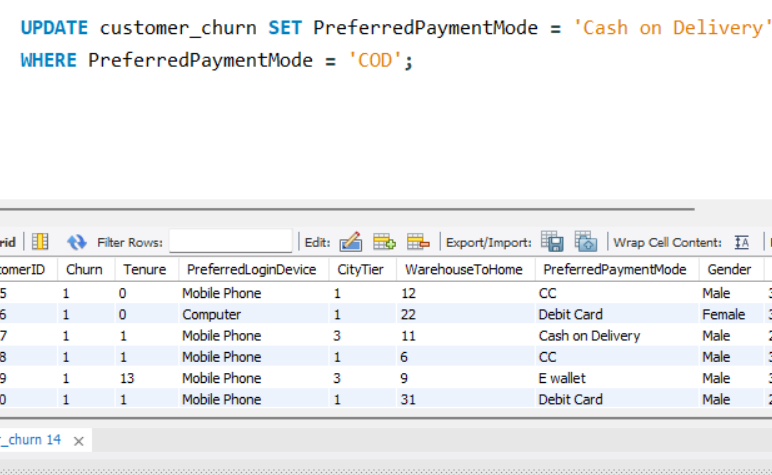 UPDATE customer_churn SET PreferredPaymentMode = 'Cash on Delivery'
WHERE PreferredPaymentMode = 'COD';
rid Filter Rows: Edit: Export/Import: Wrap Cell Content: IA
tomerID Churn Tenure PreferredLoginDevice CityTier WarehouseToHome PreferredPaymentMode Gender
5 1 0 Mobile Phone 1 12 CC Male 3
6 1 0 Computer 1 22 Debit Card Female 3
7 1 1 Mobile Phone 3 11 Cash on Delivery Male 2
8 1 1 Mobile Phone 1 6 CC Male 3
9 1 13 Mobile Phone 3 9 E wallet Male 3
0 1 1 Mobile Phone 1 31 Debit Card Male 2
_churn 14